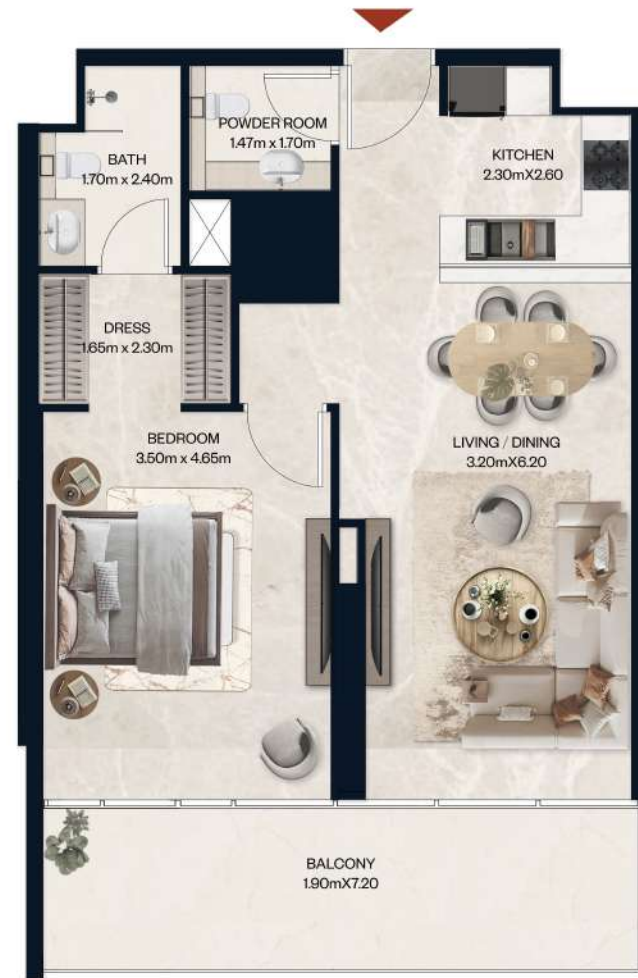 POWDER ROOM
1.47m x 1.70m
BATH
1.70m x 2.40m
KITCHEN
2.30mX2.60
DRESS
1.65m x 2.30m
BEDROOM
3.50m x 4.65m
LIVING / DINING
3.20mX6.20
BALCONY
1.90mX7.20